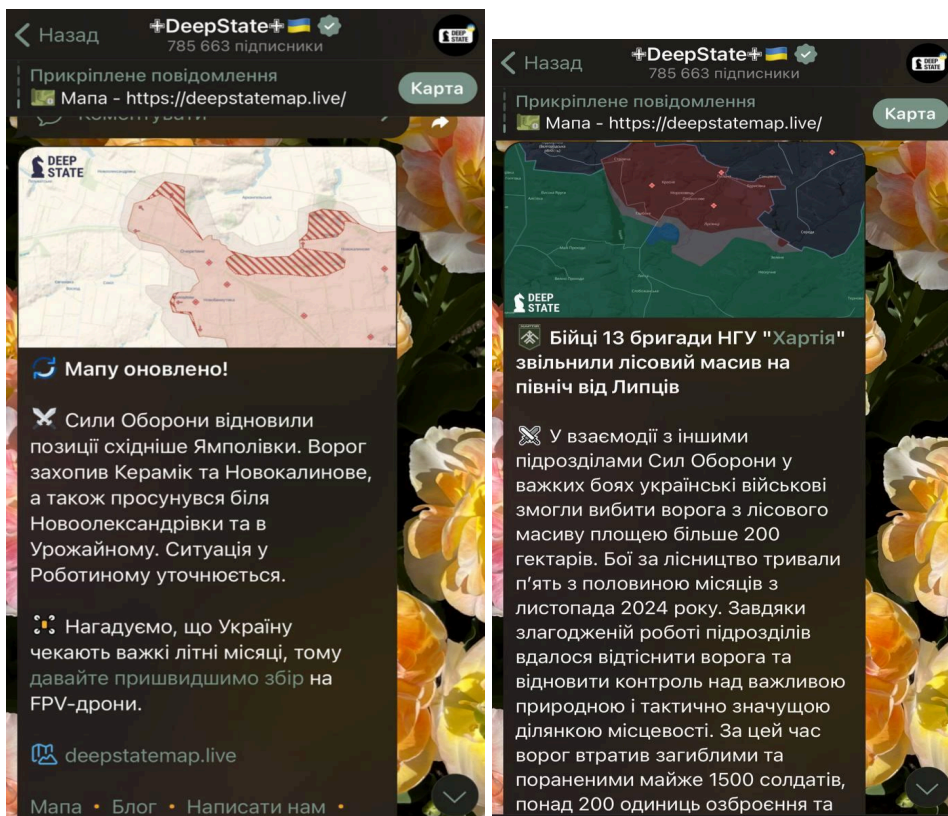 Назад
DeepState
785 663 підписники
DEEP STATE
Прикріплене повідомлення
Мапа - https://deepstatemap.live/
Карта
Коментувати
DEEP
STATE
Мапу оновлено!
Сили Оборони відновили
позиції східніше Ямполівки. Ворог
захопив Керамік та Новокалинове,
а також просунувся біля
Новоолександрівки та в
Урожайному. Ситуація у
Роботиному уточнюється.
Нагадуємо, що Україну
чекають важкі літні місяці, тому
давайте пришвидшимо збір на
FPV-дрони.
deepstatemap.live
Мапа • Блог • Написати нам •
Назад
DeepState
785 663 підписники
DEEP STATE
Прикріплене повідомлення
Мапа - https://deepstatemap.live/
Карта
DEEP
STATE
Бійці 13 бригади НГУ "Хартія"
звільнили лісовий масив на
північ від Липців
У взаємодії з іншими
підрозділами Сил Оборони у
важких боях українські військові
змогли вибити ворога з лісового
масиву площею більше 200
гектарів. Бої за лісництво тривали
п’ять з половиною місяців з
листопада 2024 року. Завдяки
злагодженій роботі підрозділів
вдалося відтіснити ворога та
відновити контроль над важливою
природною і тактично значущою
ділянкою місцевості. За цей час
ворог втратив загиблими та
пораненими майже 1500 солдатів,
понад 200 одиниць озброєння та